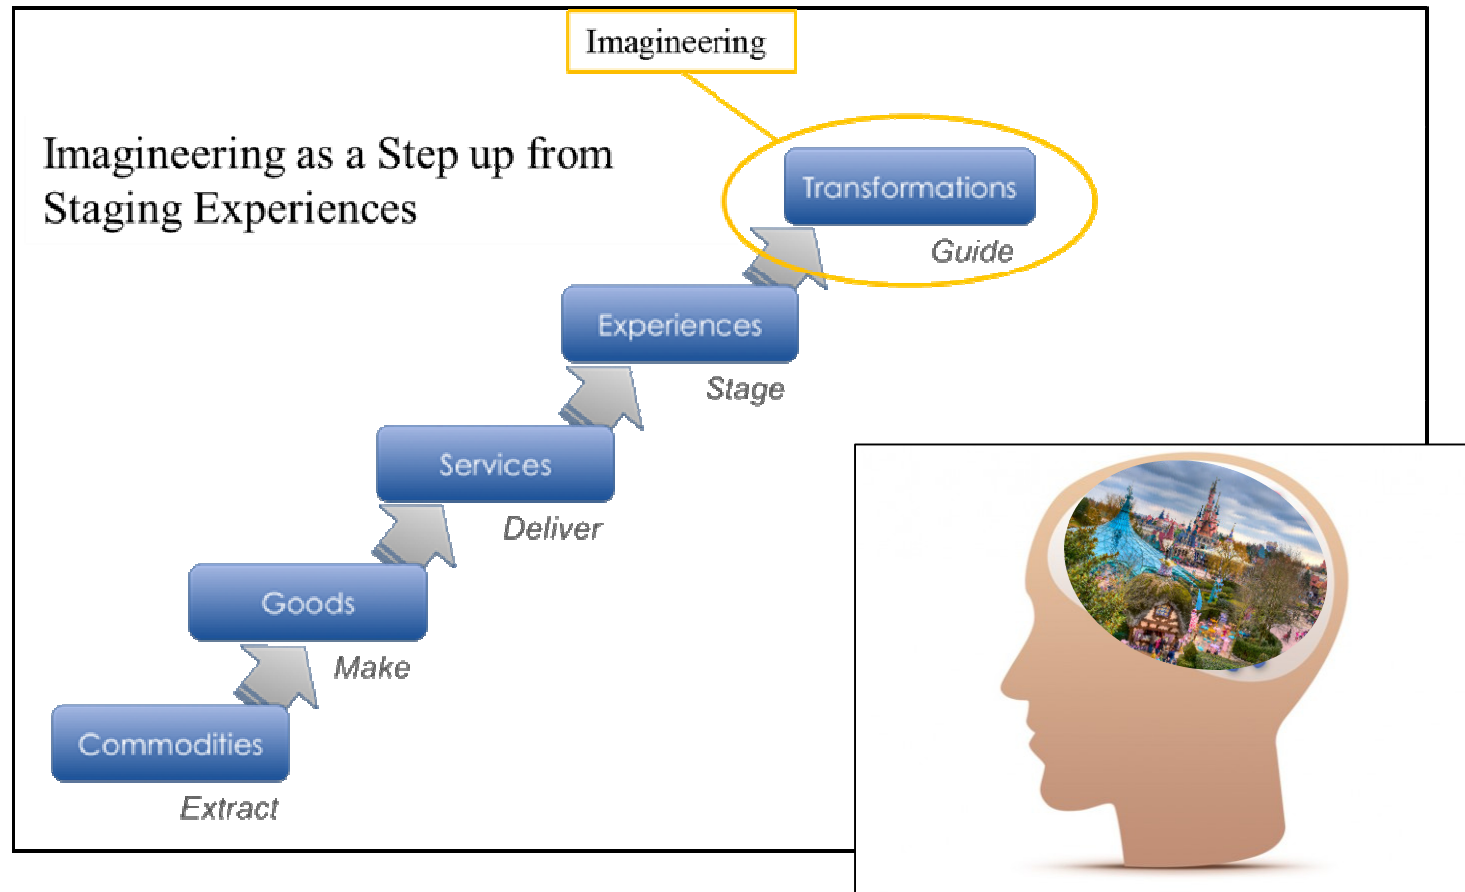 Imagineering
Imagineering as a Step up from
Staging Experiences
Transformations
Guide
Experiences
Stage
Services
Deliver
Goods
Make
Commodities
Extract